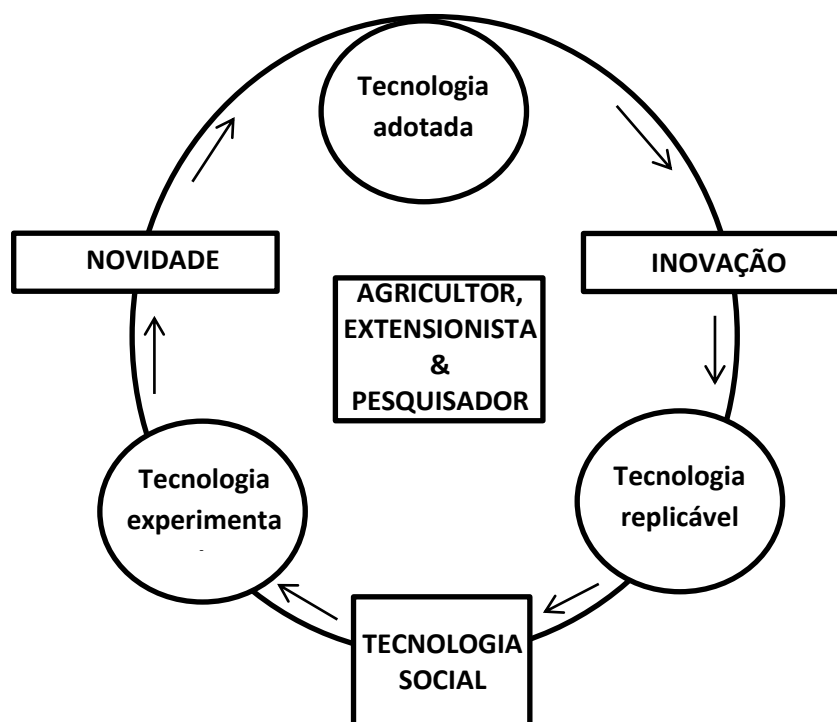 Tecnologia
adotada
NOVIDADE
INOVAÇÃO
AGRICULTOR,
EXTENSIONISTA
&
PESQUISADOR
Tecnologia
experimenta
Tecnologia
replicável
TECNOLOGIA
SOCIAL